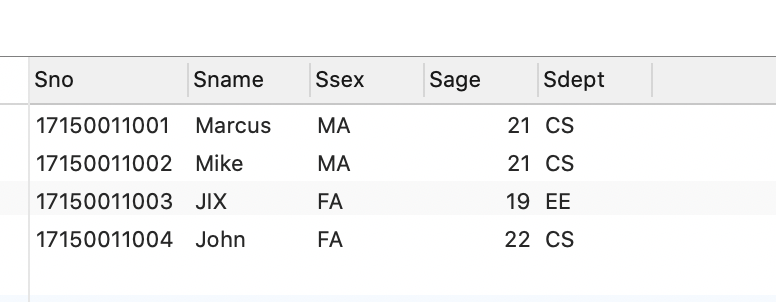 Sno Sname Ssex Sage Sdept
17150011001 Marcus MA 21 CS
17150011002 Mike MA 21 CS
17150011003 JIX FA 19 EE
17150011004 John FA 22 CS